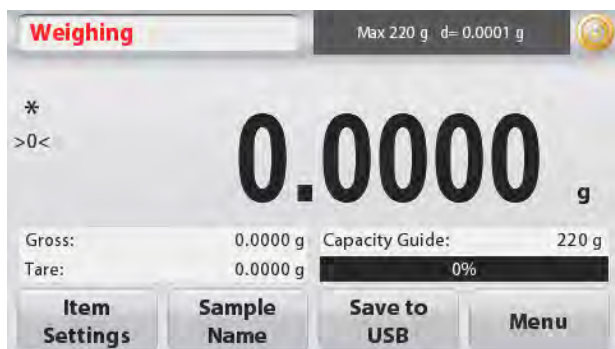 Weighing
Max 220 g d= 0.0001 g
*
>0<
0.0000 g
Gross: 0.0000 g
Tare: 0.0000 g
Capacity Guide: 220 g
0%
Item Settings
Sample Name
Save to USB
Menu